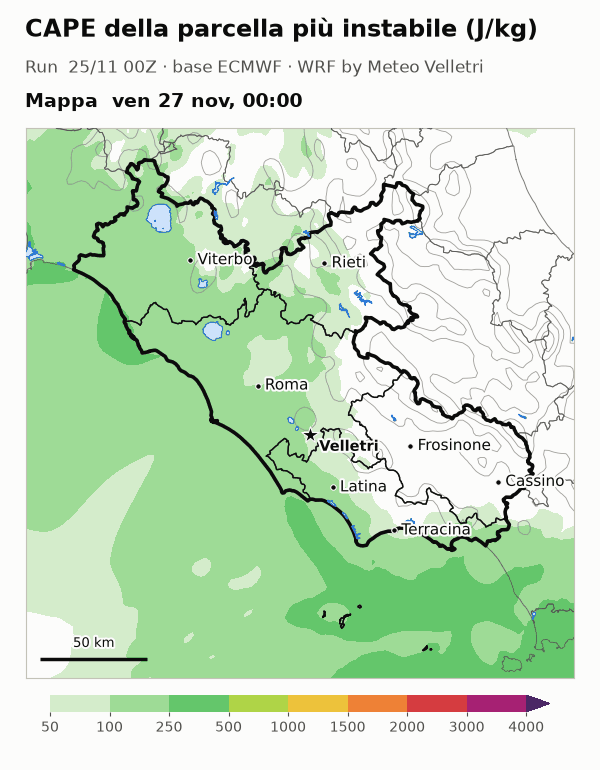 CAPE della parcella più instabile (J/kg)
Run 25/11 00Z · base ECMWF · WRF by Meteo Velletri
Mappa ven 27 nov, 00:00
Viterbo
Rieti
Roma
Velletri
Frosinone
Cassino
Latina
Terracina
50 km
50 100 250 500 1000 1500 2000 3000 4000